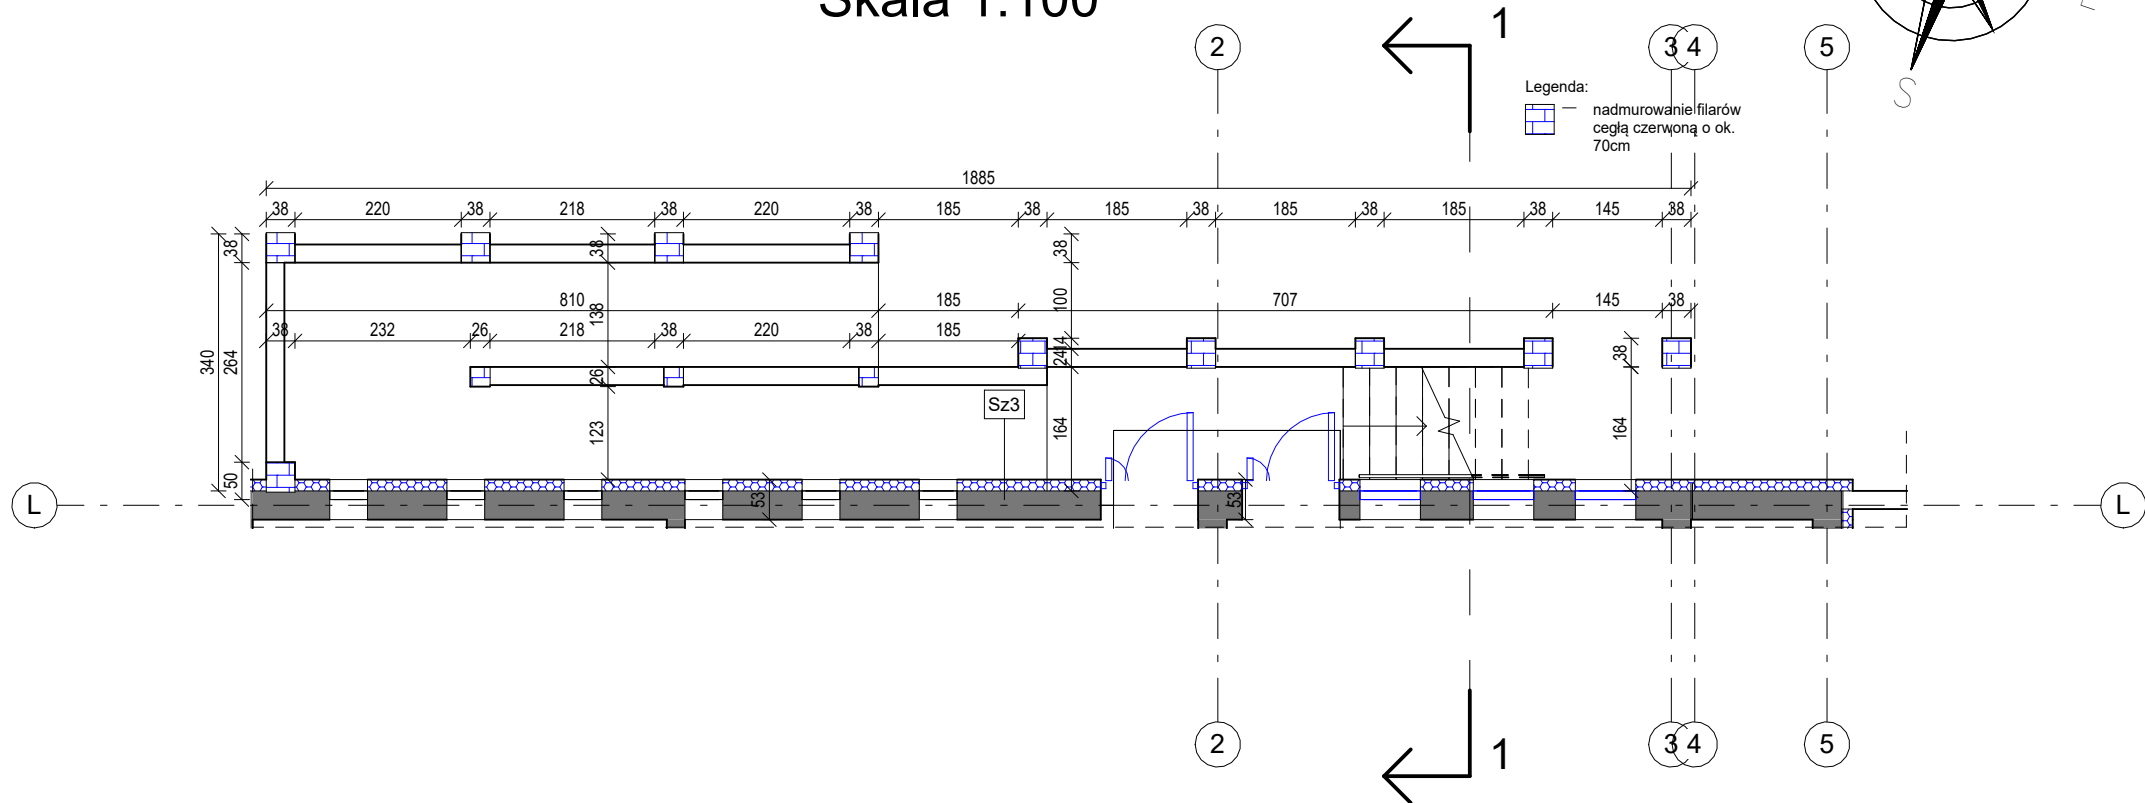 Skala 1:100
1
2
3
4
5
S
Legenda:
nadmurowanie filarów
cegłą czerwoną o ok.
70cm
1885
38 220 38 218 38 220 38 185 38 185 38 185 38 185 38 145 38
38 38 38
810 185 100 707 145 38
138
38 232 26 218 38 220 38 185 14 38
340 264 26 24
Sz3
123 164 164
50 53 53
L L
2 3 4 5
1